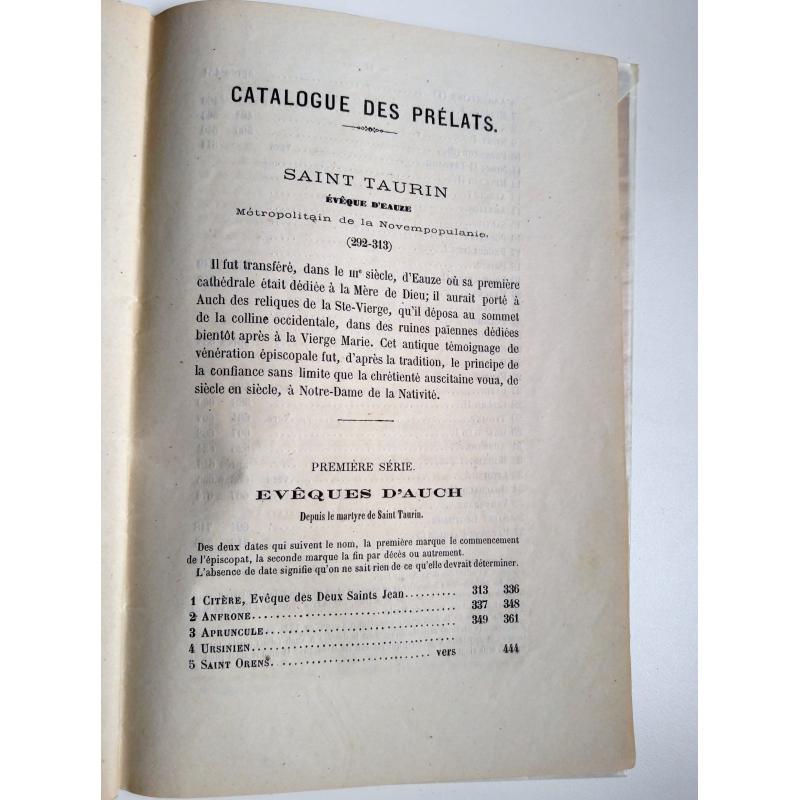 CATALOGUE DES PRÉLATS.
SAINT TAURIN
ÉVÊQUE D'EAUZE
Métropolitain de la Novempopulanie.
(292-313)
Il fut transféré, dans le IIIe siècle, d'Eauze où sa première
cathédrale était dédiée à la Mère de Dieu; il aurait porté à
Auch des reliques de la Ste-Vierge, qu'il déposa au sommet
de la colline occidentale, dans des ruines païennes dédiées
bientôt après à la Vierge Marie. Cet antique témoignage de
vénération épiscopale fut, d'après la tradition, le principe de
la confiance sans limite que la chrétienté auscitaine voua, de
siècle en siècle, à Notre-Dame de la Nativité.
PREMIÈRE SÉRIE.
EVÊQUES D'AUCH
Depuis le martyre de Saint Taurin.
Des deux dates qui suivent le nom, la première marque le commencement
de l'épiscopat, la seconde marque la fin par décès ou autrement.
L'absence de date signifie qu'on ne sait rien de ce qu'elle devrait déterminer.
1 CITÈRE, Evêque des Deux Saints Jean.......... 313 336
2 ANFRONE................................. 337 348
3 APRUNCULE............................... 349 361
4 URSINIEN.................................
5 SAINT ORENS........................... vers 444